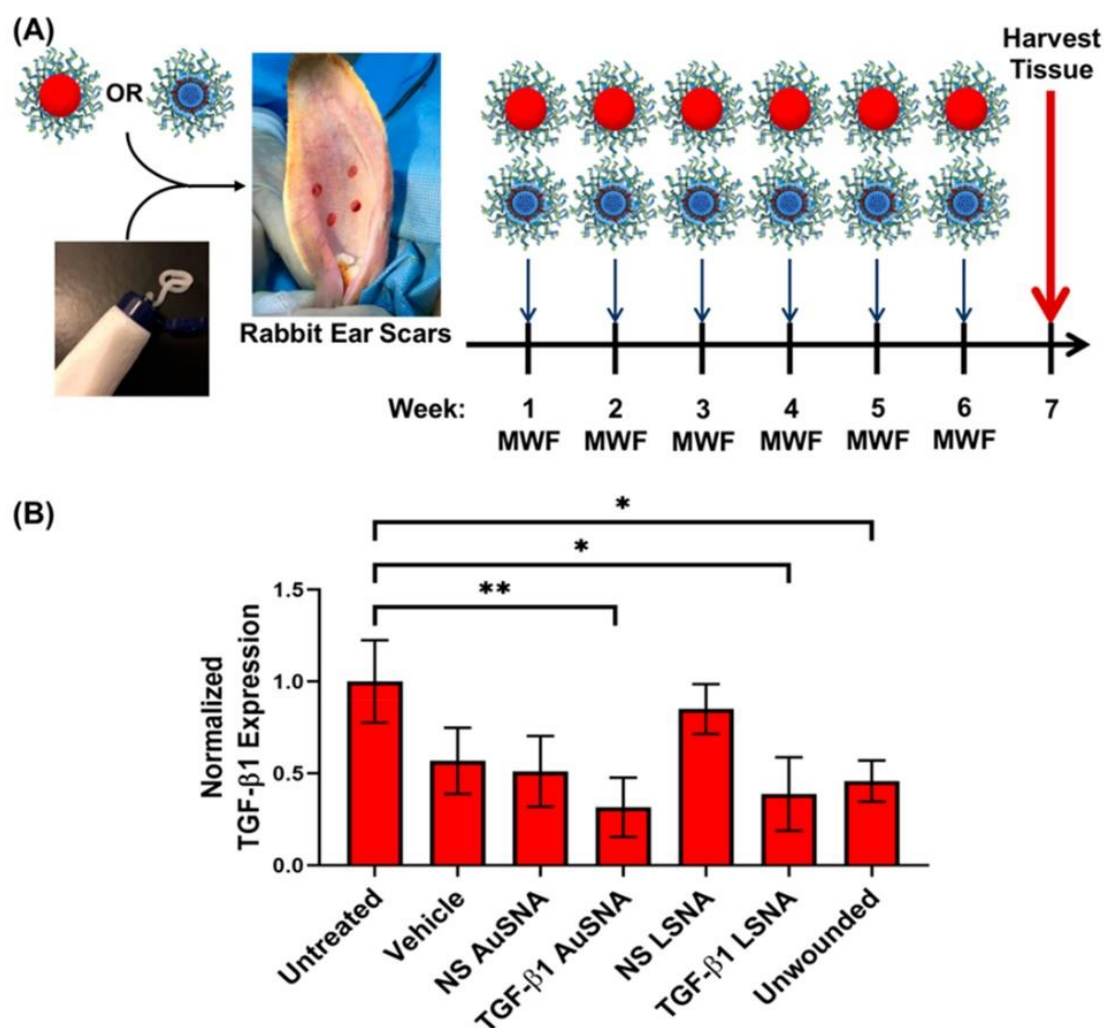 (A)
OR
Rabbit Ear Scars
Harvest
Tissue
Week: 1 2 3 4 5 6 7
MWF MWF MWF MWF MWF MWF
(B)
*
*
**
Normalized
TGF-β1 Expression
1.5
1.0
0.5
0.0
Untreated
Vehicle
NS AuSNA
TGF-β1 AuSNA
NS LSNA
TGF-β1 LSNA
Unwounded